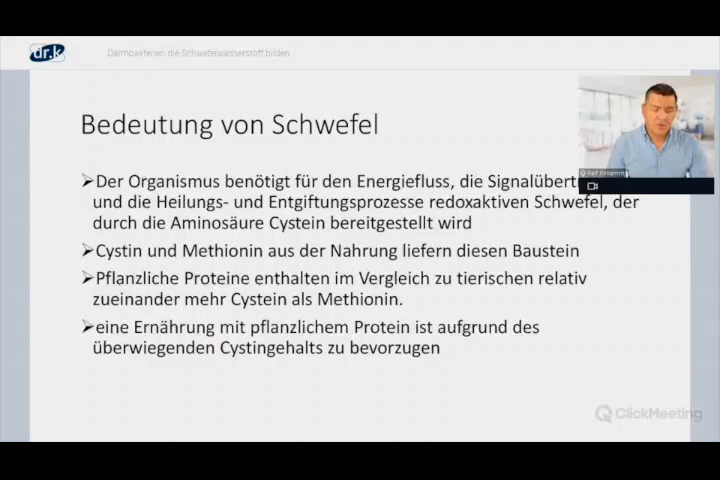 dr.k
Darmbakterien die Schwefelwasserstoff bilden
Bedeutung von Schwefel
➢Der Organismus benötigt für den Energiefluss, die
und die Heilungs- und Entgiftungsprozesse redoxaktiven Schwefel, der
durch die Aminosäure Cystein bereitgestellt wird
➢Cystin und Methionin aus der Nahrung liefern diesen Baustein
➢Pflanzliche Proteine enthalten im Vergleich zu tierischen relativ
zueinander mehr Cystein als Methionin.
➢eine Ernährung mit pflanzlichem Protein ist aufgrund des
überwiegenden Cystingehalts zu bevorzugen
Ralf
ClickMeeting